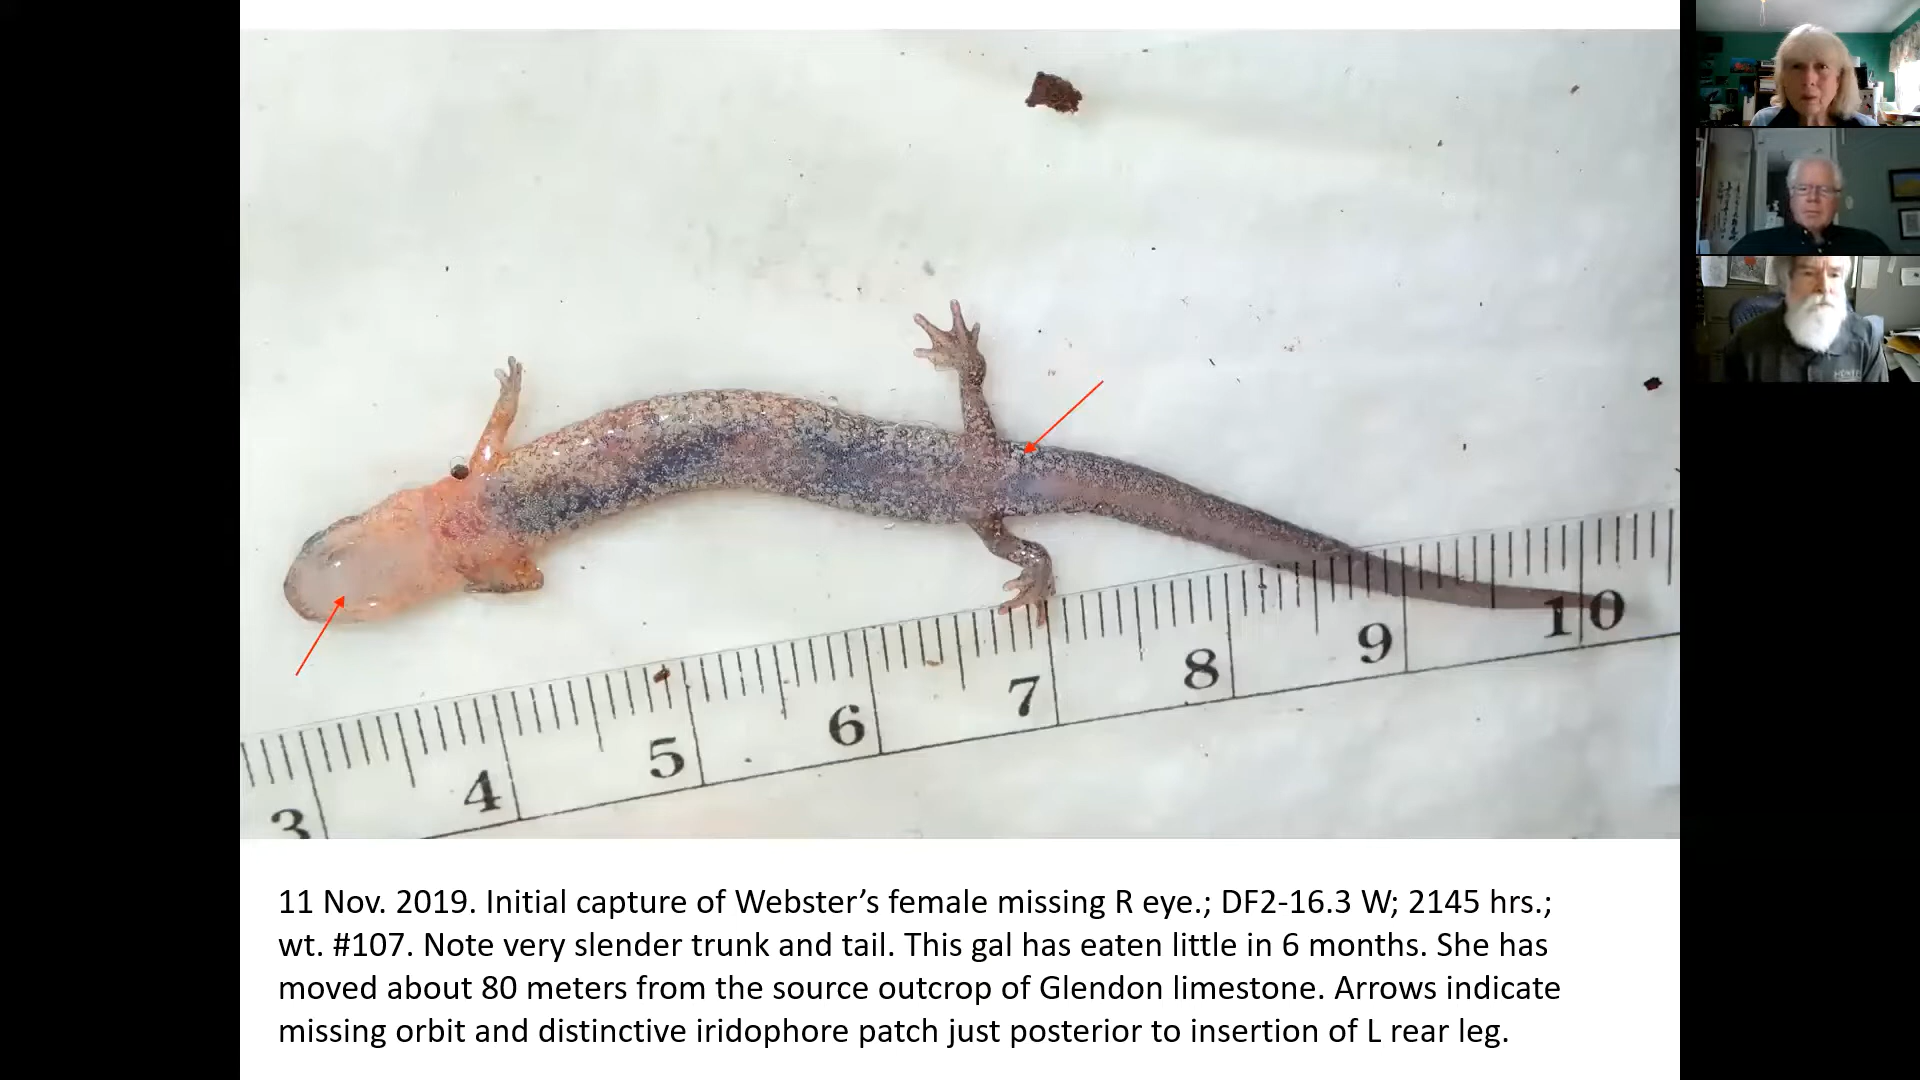 3 4 5 6 7 8 9 10
11 Nov. 2019. Initial capture of Webster’s female missing R eye.; DF2-16.3 W; 2145 hrs.;
wt. #107. Note very slender trunk and tail. This gal has eaten little in 6 months. She has
moved about 80 meters from the source outcrop of Glendon limestone. Arrows indicate
missing orbit and distinctive iridophore patch just posterior to insertion of L rear leg.